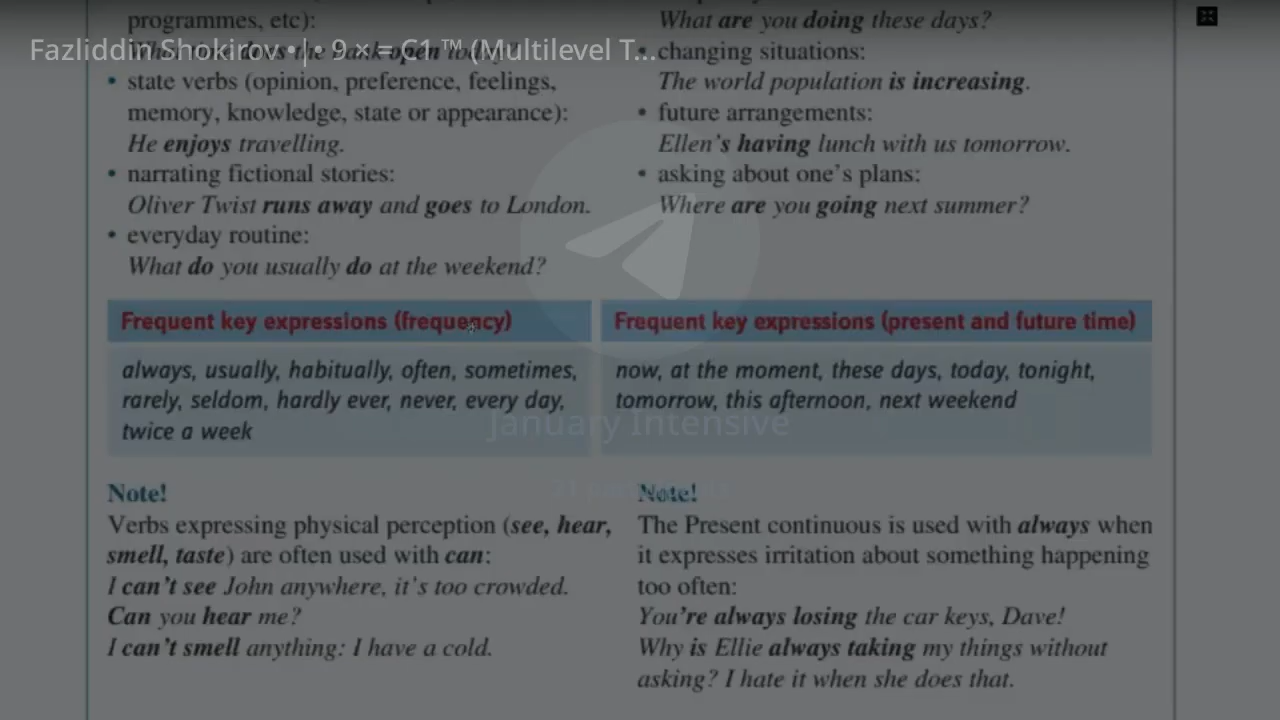 programmes, etc):
does the bank open today?
• state verbs (opinion, preference, feelings,
memory, knowledge, state or appearance):
He enjoys travelling.
• narrating fictional stories:
Oliver Twist runs away and goes to London.
• everyday routine:
What do you usually do at the weekend?
What are you doing these days?
• changing situations:
The world population is increasing.
• future arrangements:
Ellen's having lunch with us tomorrow.
• asking about one's plans:
Where are you going next summer?
Fazliddin Shokirov • | • 9 × = C1 ™ (Multilevel T...
Frequent key expressions (frequency)
always, usually, habitually, often, sometimes,
rarely, seldom, hardly ever, never, every day,
twice a week
Frequent key expressions (present and future time)
now, at the moment, these days, today, tonight,
tomorrow, this afternoon, next weekend
January Intensive
Note!
Verbs expressing physical perception (see, hear,
smell, taste) are often used with can:
I can't see John anywhere, it's too crowded.
Can you hear me?
I can't smell anything: I have a cold.
Note!
The Present continuous is used with always when
it expresses irritation about something happening
too often:
You're always losing the car keys, Dave!
Why is Ellie always taking my things without
asking? I hate it when she does that.